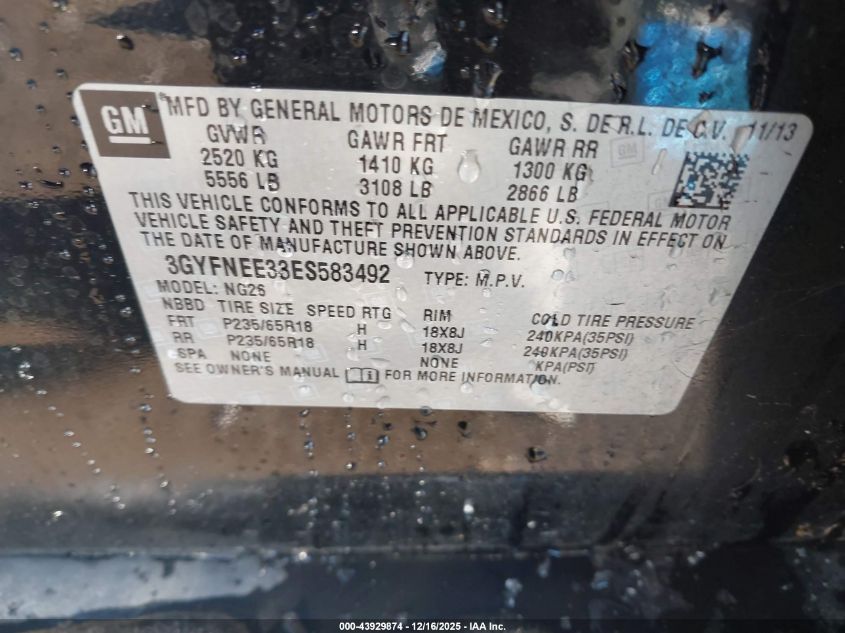 GM
MFD BY GENERAL MOTORS DE MEXICO, S. DE R.L. DE C.V. 11/13
GVWR GAWR FRT GAWR RR
2520 KG 1410 KG 1300 KG
5556 LB 3108 LB 2866 LB
THIS VEHICLE CONFORMS TO ALL APPLICABLE U.S. FEDERAL MOTOR
VEHICLE SAFETY AND THEFT PREVENTION STANDARDS IN EFFECT ON
THE DATE OF MANUFACTURE SHOWN ABOVE.
3GYFNEE33ES583492 TYPE: M.P.V.
MODEL: NG26
NBBD TIRE SIZE SPEED RTG RIM COLD TIRE PRESSURE
FRT P235/65R18 H 18X8J 240KPA(35PSI)
RR P235/65R18 H 18X8J 240KPA(35PSI)
SPA NONE NONE KPA(PSI)
SEE OWNER'S MANUAL FOR MORE INFORMATION.
000-43929874 - 12/16/2025 - IAA Inc.